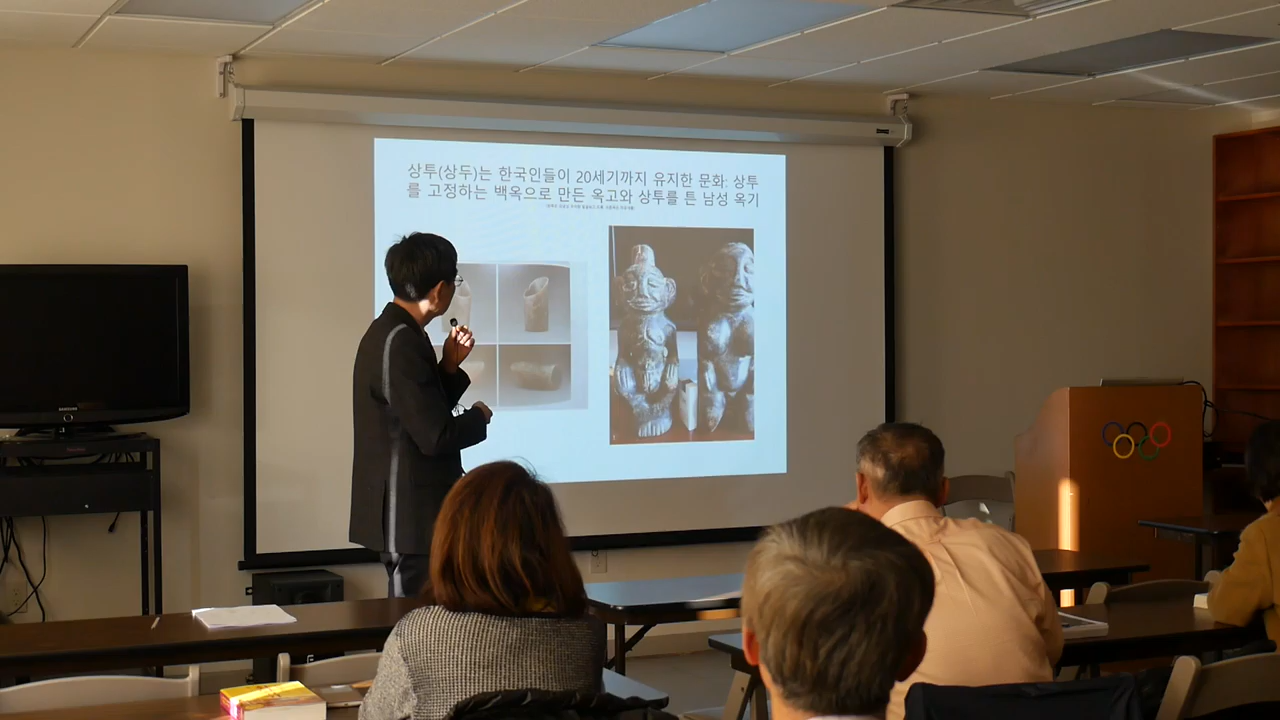 상투(상두)는 한국인들이 20세기까지 유지한 문화: 상투
를 고정하는 백옥으로 만든 옥고와 상투를 튼 남성 옥기
SAMSUNG